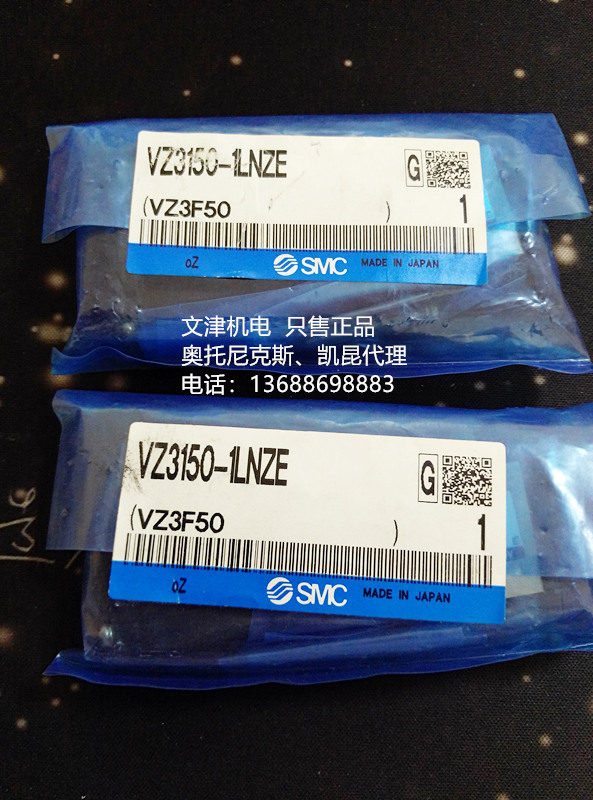 VZ3150-1LNZE
G
(VZ3F50 )
1
oZ
SMC MADE IN JAPAN
文津机电 只售正品
奥托尼克斯、凯昆代理
电话：13688698883
VZ3150-1LNZE
G
(VZ3F50 )
1
oZ
SMC MADE IN JAPAN